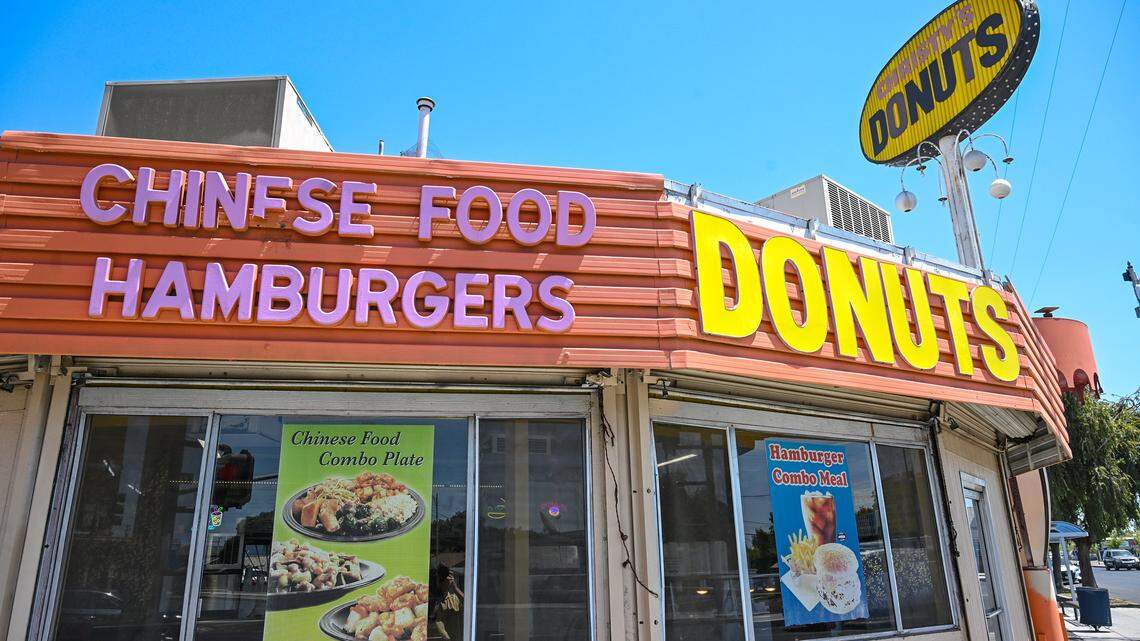 CHRISTY'S
DONUTS
CHINESE FOOD
HAMBURGERS
DONUTS
Chinese Food
Combo Plate
Hamburger
Combo Meal